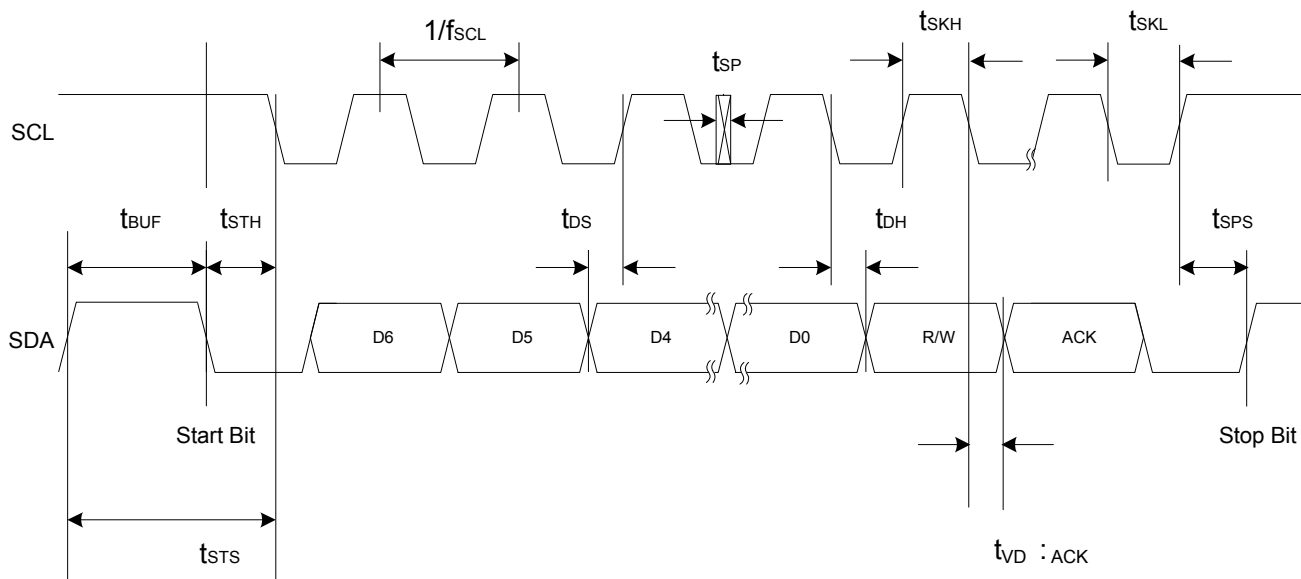 1/fSCL
tSKH
tSKL
tSP
SCL
tBUF
tSTH
tDS
tDH
tSPS
SDA
D6
D5
D4
D0
R/W
ACK
Start Bit
Stop Bit
tSTS
tVD : ACK